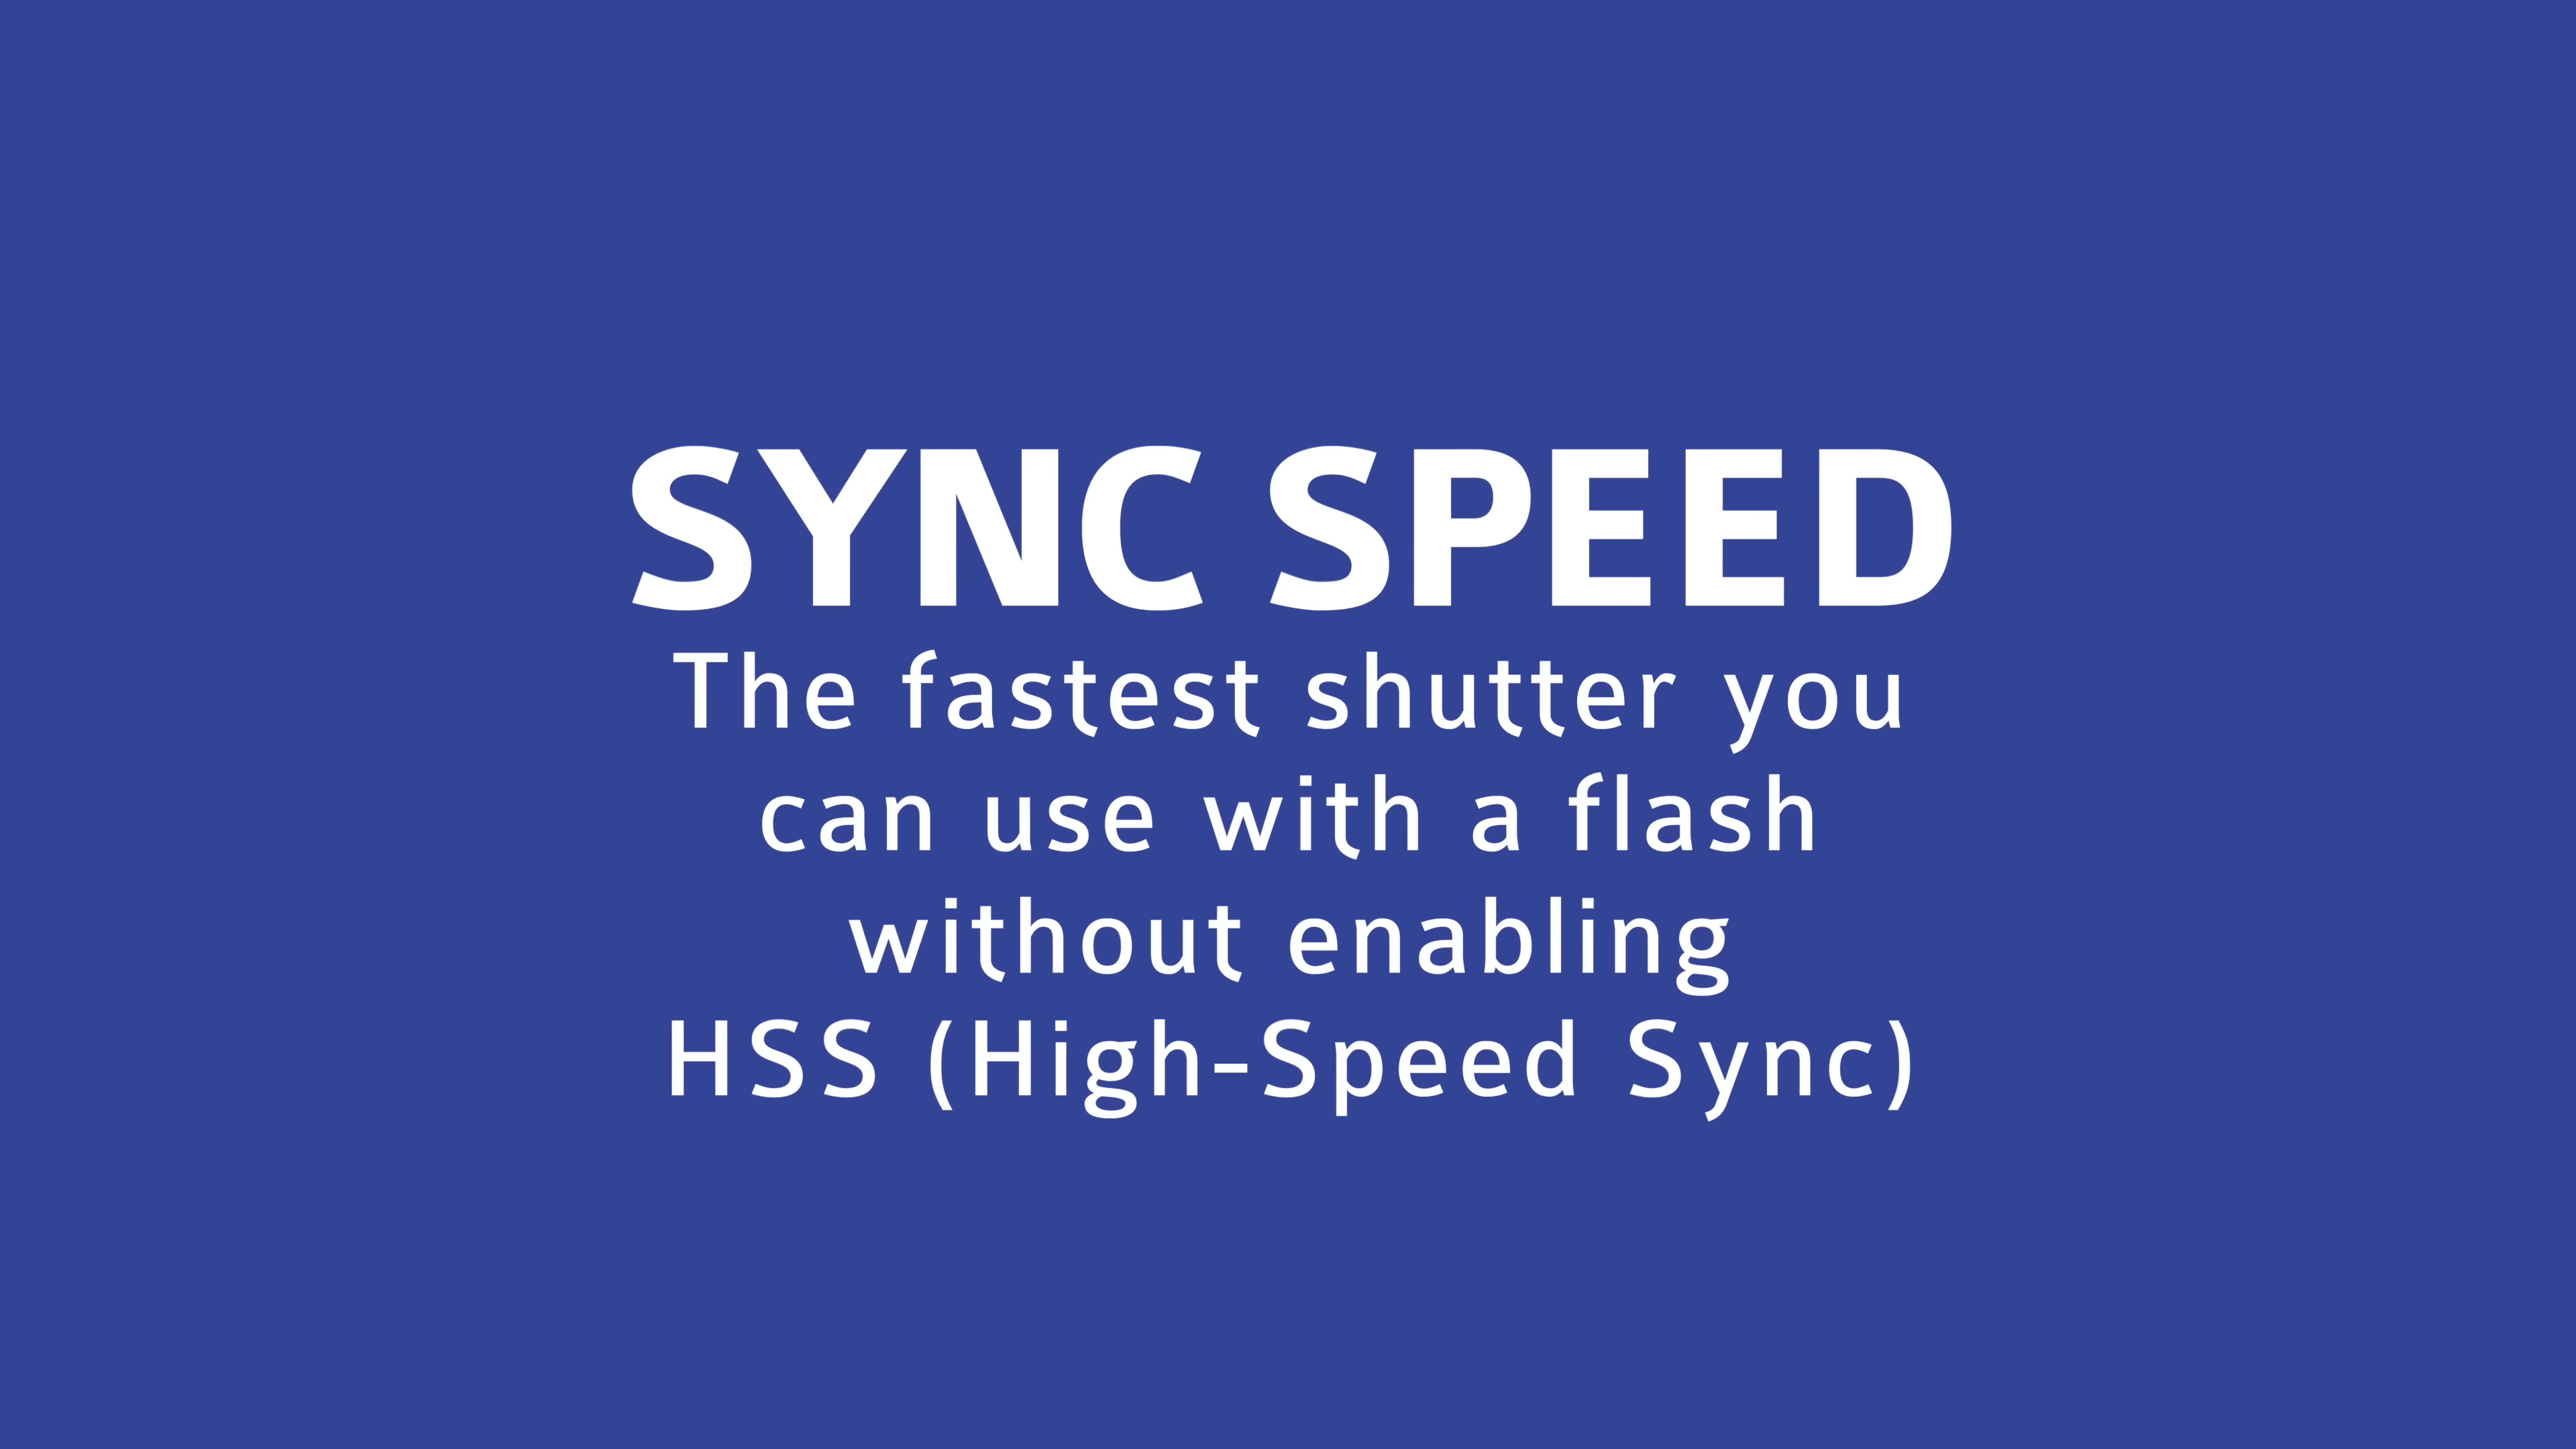 SYNC SPEED
The fastest shutter you
can use with a flash
without enabling
HSS (High-Speed Sync)